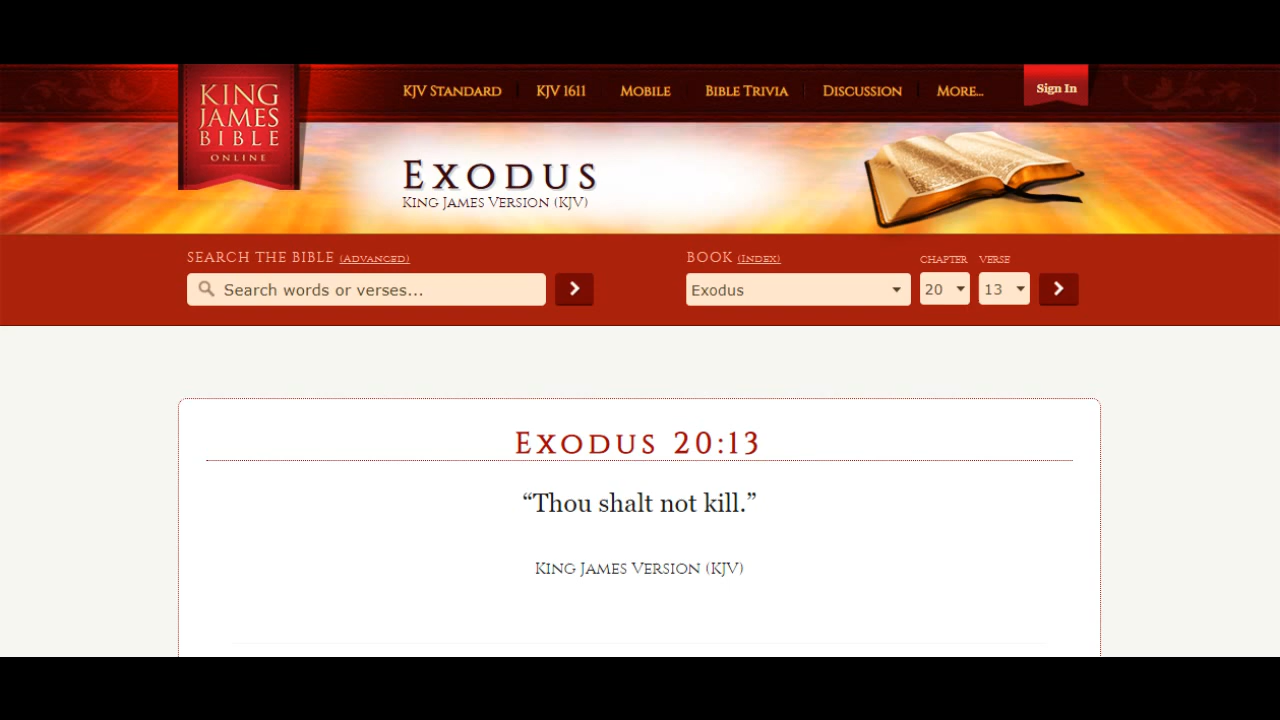 KING
JAMES
BIBLE
ONLINE
KJV STANDARD KJV 1611 MOBILE BIBLE TRIVIA DISCUSSION MORE... Sign In
EXODUS
KING JAMES VERSION (KJV)
SEARCH THE BIBLE (ADVANCED) BOOK (INDEX) CHAPTER VERSE
Search words or verses... Exodus 20 13
EXODUS 20:13
“Thou shalt not kill.”
KING JAMES VERSION (KJV)